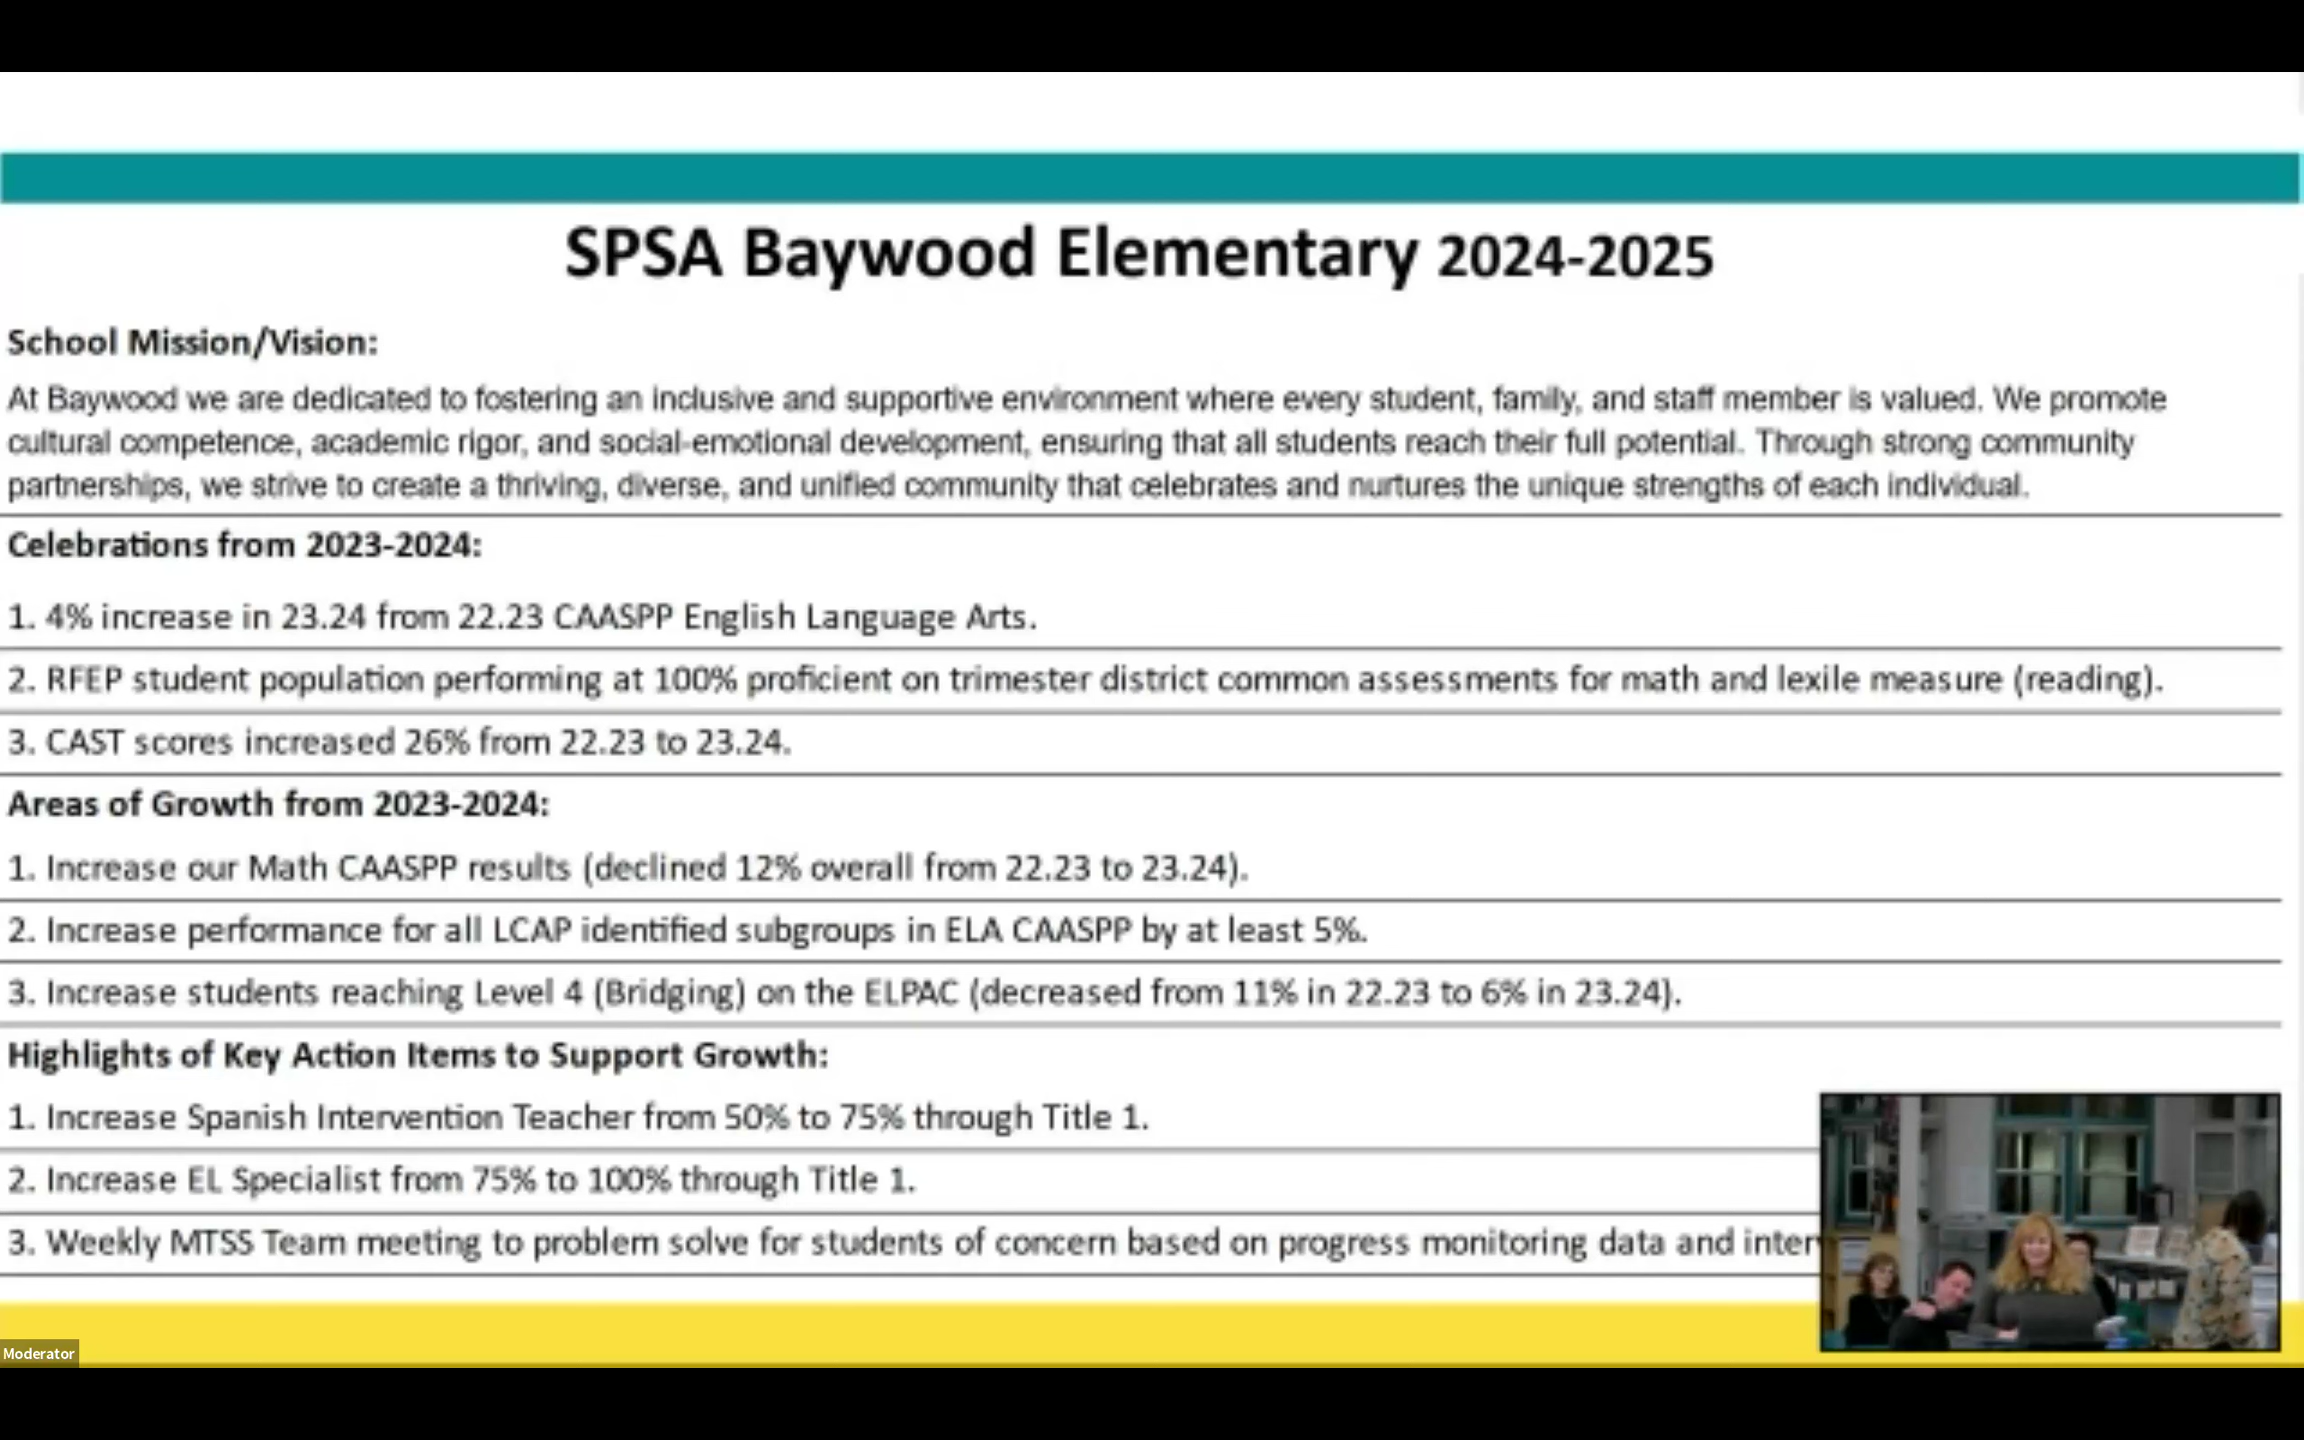 SPSA Baywood Elementary 2024-2025
School Mission/Vision:
At Baywood we are dedicated to fostering an inclusive and supportive environment where every student, family, and staff member is valued. We promote
cultural competence, academic rigor, and social-emotional development, ensuring that all students reach their full potential. Through strong community
partnerships, we strive to create a thriving, diverse, and unified community that celebrates and nurtures the unique strengths of each individual.
Celebrations from 2023-2024:
1. 4% increase in 23.24 from 22.23 CAASPP English Language Arts.
2. RFEP student population performing at 100% proficient on trimester district common assessments for math and lexile measure (reading).
3. CAST scores increased 26% from 22.23 to 23.24.
Areas of Growth from 2023-2024:
1. Increase our Math CAASPP results (declined 12% overall from 22.23 to 23.24).
2. Increase performance for all LCAP identified subgroups in ELA CAASPP by at least 5%.
3. Increase students reaching Level 4 (Bridging) on the ELPAC (decreased from 11% in 22.23 to 6% in 23.24).
Highlights of Key Action Items to Support Growth:
1. Increase Spanish Intervention Teacher from 50% to 75% through Title 1.
2. Increase EL Specialist from 75% to 100% through Title 1.
3. Weekly MTSS Team meeting to problem solve for students of concern based on progress monitoring data and
Moderator